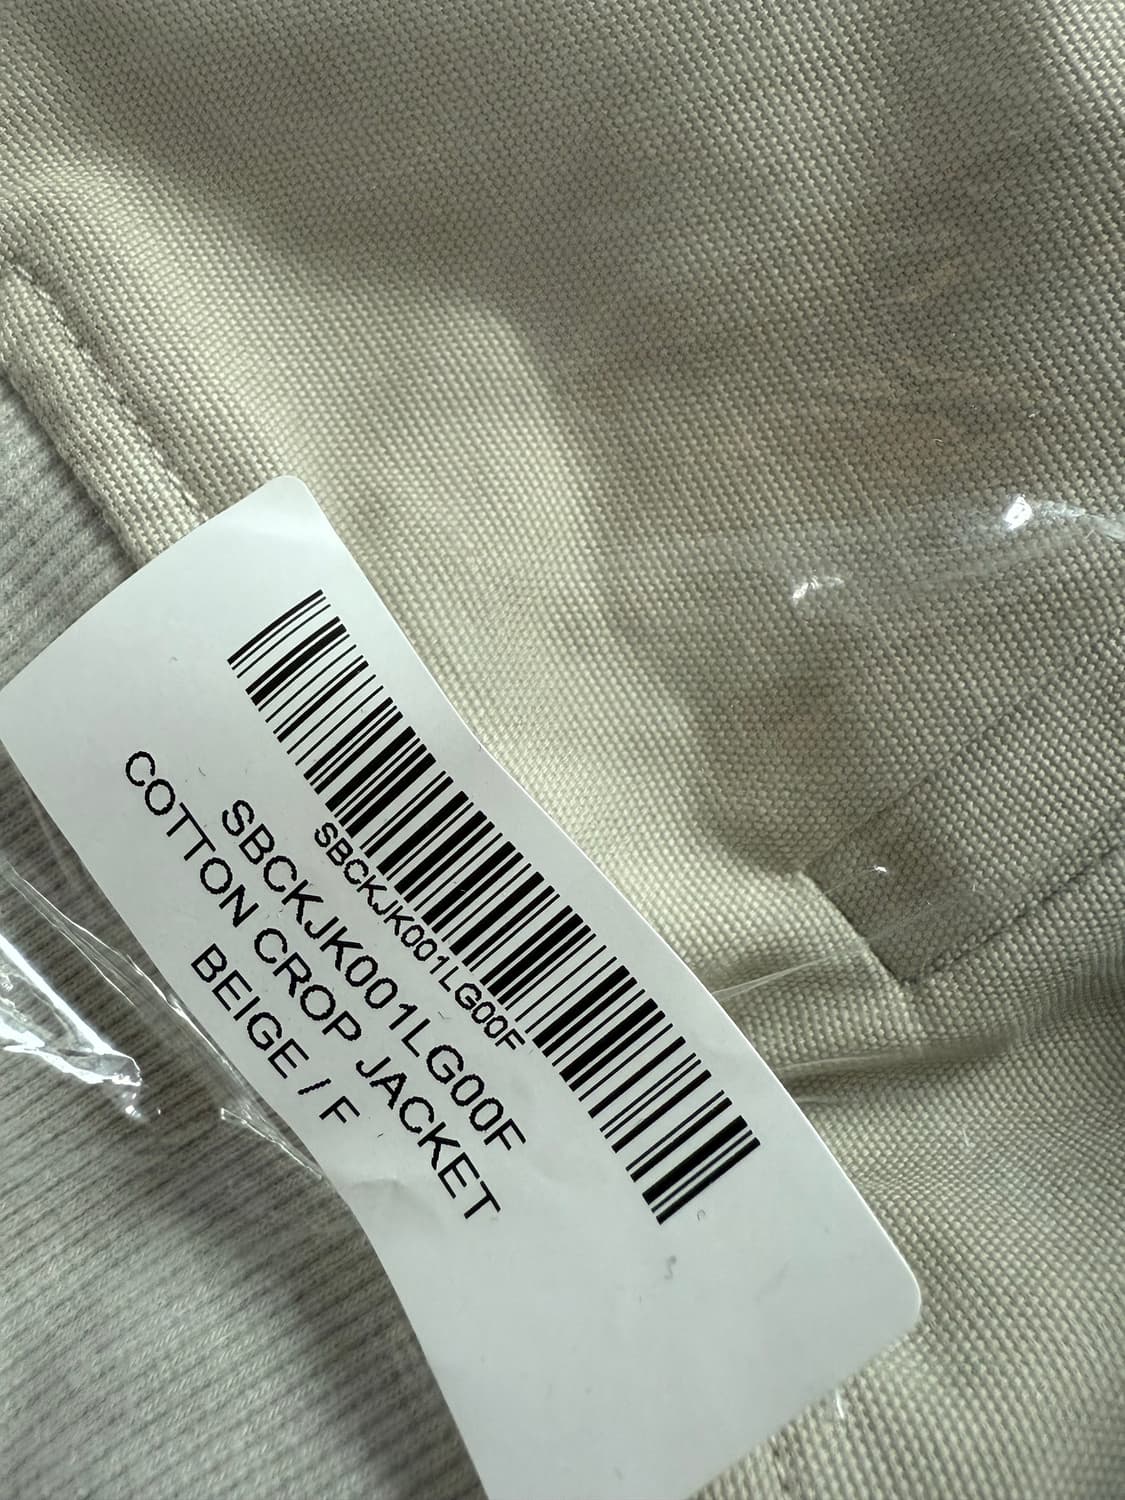 SBCKJK001LG00F
SBCKJK001LG00F
COTTON CROP JACKET
BEIGE / F